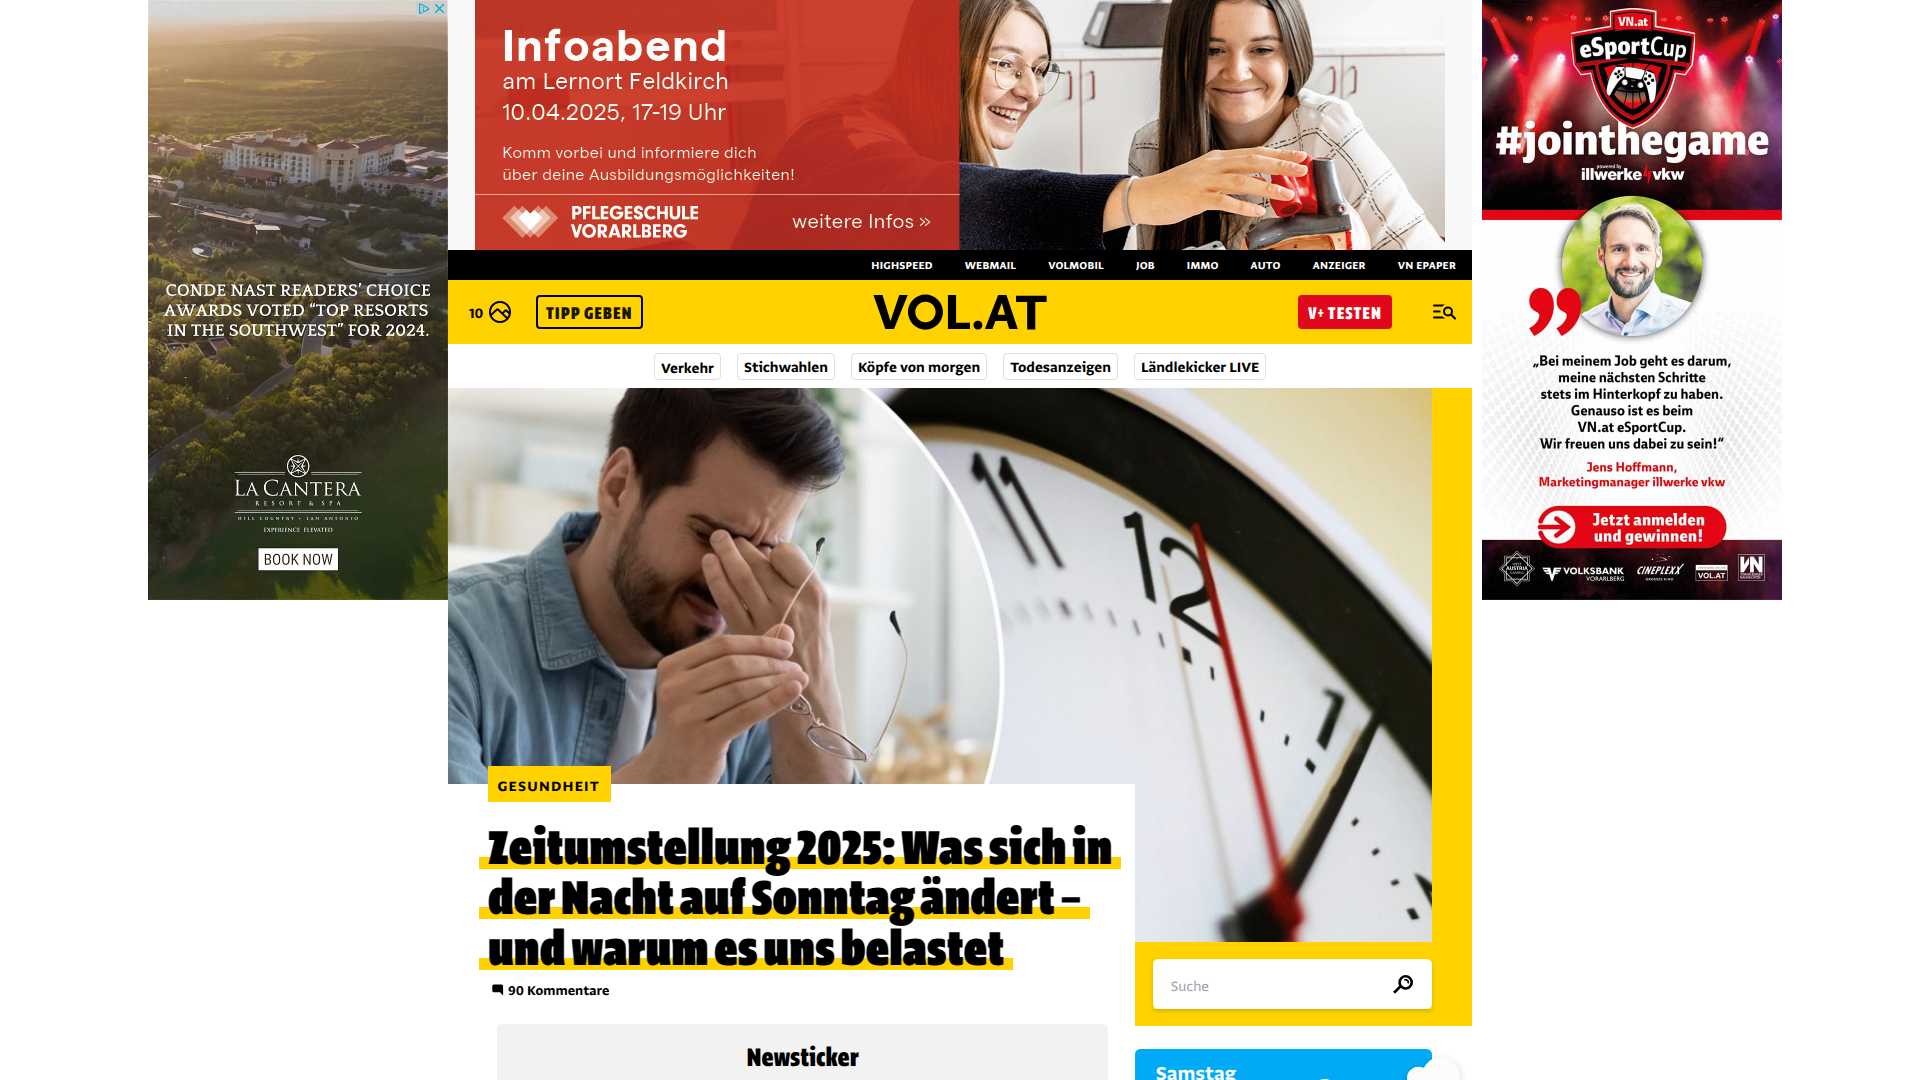 CONDE NAST READERS’ CHOICE
AWARDS VOTED “TOP RESORTS
IN THE SOUTHWEST” FOR 2024.
LA CANTERA
RESORT & SPA
HILL COUNTRY • SAN ANTONIO
EXPERIENCE ELEVATED
BOOK NOW
Infoabend
am Lernort Feldkirch
10.04.2025, 17-19 Uhr
Komm vorbei und informiere dich
über deine Ausbildungsmöglichkeiten!
PFLEGESCHULE
VORARLBERG
weitere Infos »
HIGHSPEED WEBMAIL VOLMOBIL JOB IMMO AUTO ANZEIGER VN EPAPER
10 TIPP GEBEN VOL.AT V+ TESTEN
Verkehr Stichwahlen Köpfe von morgen Todesanzeigen Ländlekicker LIVE
11
12
1
2
GESUNDHEIT
Zeitumstellung 2025: Was sich in
der Nacht auf Sonntag ändert –
und warum es uns belastet
90 Kommentare
Newsticker
Suche
Samstag
VN.at
eSportCup
#jointhegame
powered by
illwerke vkw
„Bei meinem Job geht es darum,
meine nächsten Schritte
stets im Hinterkopf zu haben.
Genauso ist es beim
VN.at eSportCup.
Wir freuen uns dabei zu sein!“
Jens Hoffmann,
Marketingmanager illwerke vkw
Jetzt anmelden
und gewinnen!
VOLKSBANK
VORARLBERG
CINEPLEXX
VOL.AT
VN